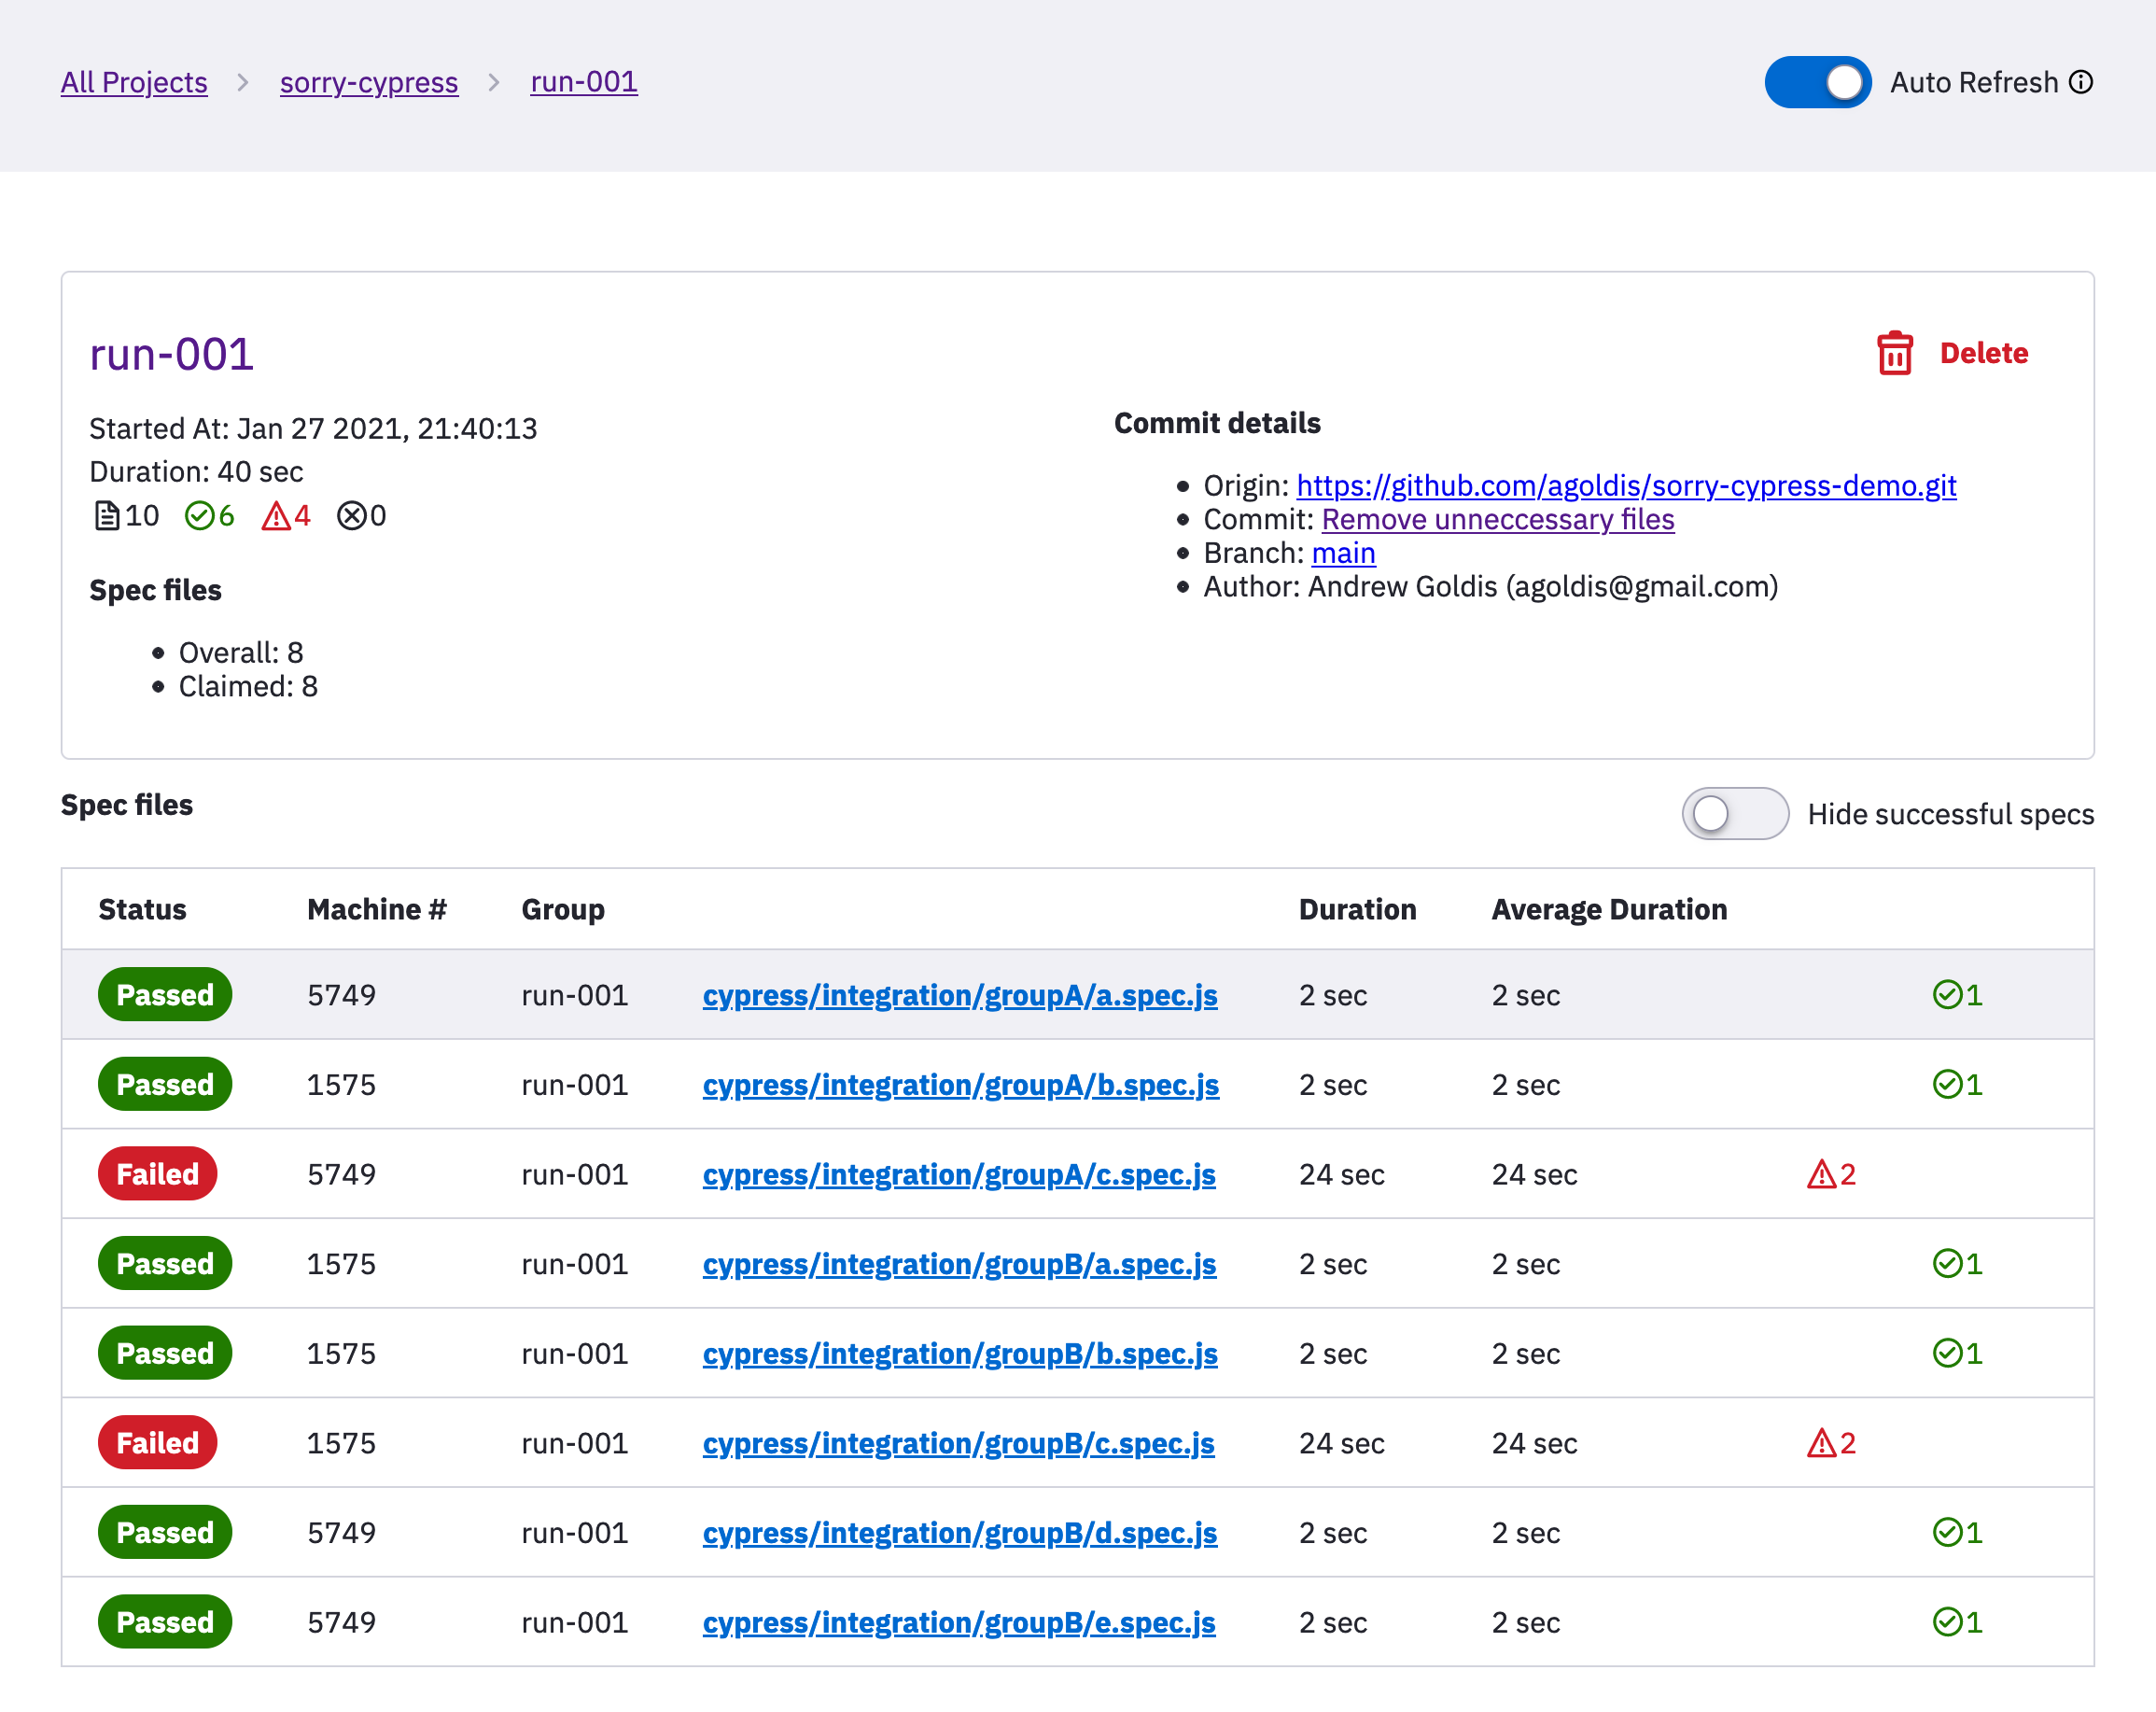 All Projects > sorry-cypress > run-001 Auto Refresh
run-001 Delete
Started At: Jan 27 2021, 21:40:13
Duration: 40 sec
10 6 4 0
Spec files
Overall: 8
Claimed: 8
Commit details
Origin: https://github.com/agoldis/sorry-cypress-demo.git
Commit: Remove unneccessary files
Branch: main
Author: Andrew Goldis (agoldis@gmail.com)
Spec files Hide successful specs
Status Machine # Group Duration Average Duration
Passed 5749 run-001 cypress/integration/groupA/a.spec.js 2 sec 2 sec 1
Passed 1575 run-001 cypress/integration/groupA/b.spec.js 2 sec 2 sec 1
Failed 5749 run-001 cypress/integration/groupA/c.spec.js 24 sec 24 sec 2
Passed 1575 run-001 cypress/integration/groupB/a.spec.js 2 sec 2 sec 1
Passed 1575 run-001 cypress/integration/groupB/b.spec.js 2 sec 2 sec 1
Failed 1575 run-001 cypress/integration/groupB/c.spec.js 24 sec 24 sec 2
Passed 5749 run-001 cypress/integration/groupB/d.spec.js 2 sec 2 sec 1
Passed 5749 run-001 cypress/integration/groupB/e.spec.js 2 sec 2 sec 1